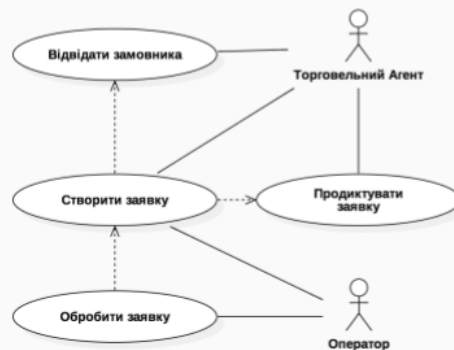 Відвідати замовника
Торговельний Агент
Створити заявку
Продиктувати
заявку
Обробити заявку
Оператор